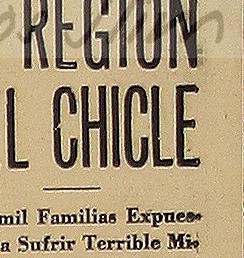 REGION
L CHICLE
mil Familias Expues-
a Sufrir Terrible Mi-